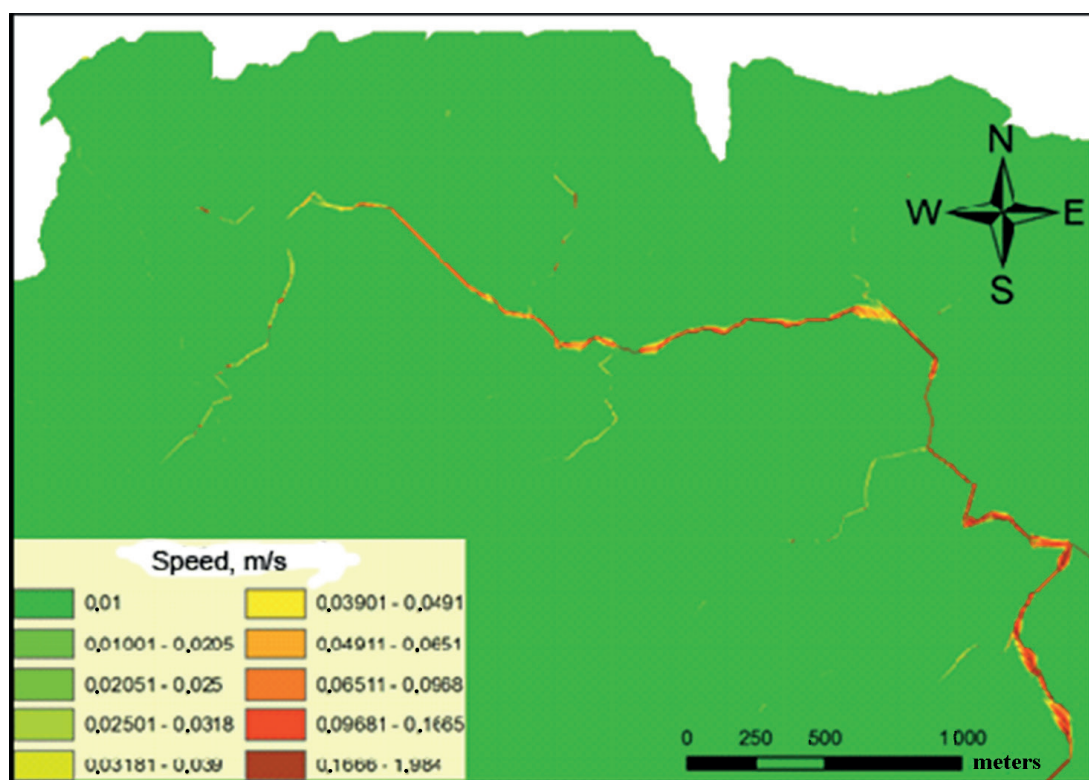 N
W E
S
Speed, m/s
0.01
0.01001 - 0.0205
0.02051 - 0.025
0.02501 - 0.0318
0.03181 - 0.039
0.03901 - 0.0491
0.04911 - 0.0651
0.06511 - 0.0968
0.09681 - 0.1665
0.1666 - 1.984
0 250 500 1 000
meters